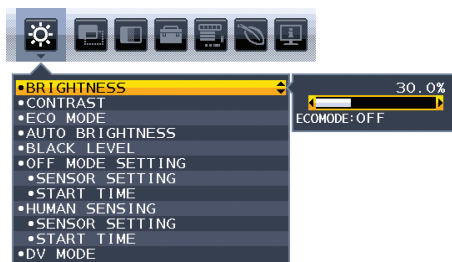 •BRIGHTNESS
30.0%
•CONTRAST
•ECO MODE
ECOMODE:OFF
•AUTO BRIGHTNESS
•BLACK LEVEL
•OFF MODE SETTING
•SENSOR SETTING
•START TIME
•HUMAN SENSING
•SENSOR SETTING
•START TIME
•DV MODE